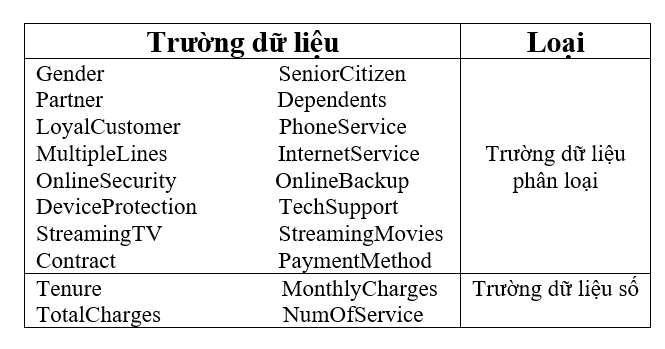 Trường dữ liệu Loại
Gender SeniorCitizen
Partner Dependents
LoyalCustomer PhoneService
MultipleLines InternetService Trường dữ liệu
OnlineSecurity OnlineBackup phân loại
DeviceProtection TechSupport
StreamingTV StreamingMovies
Contract PaymentMethod
Tenure MonthlyCharges Trường dữ liệu số
TotalCharges NumOfService